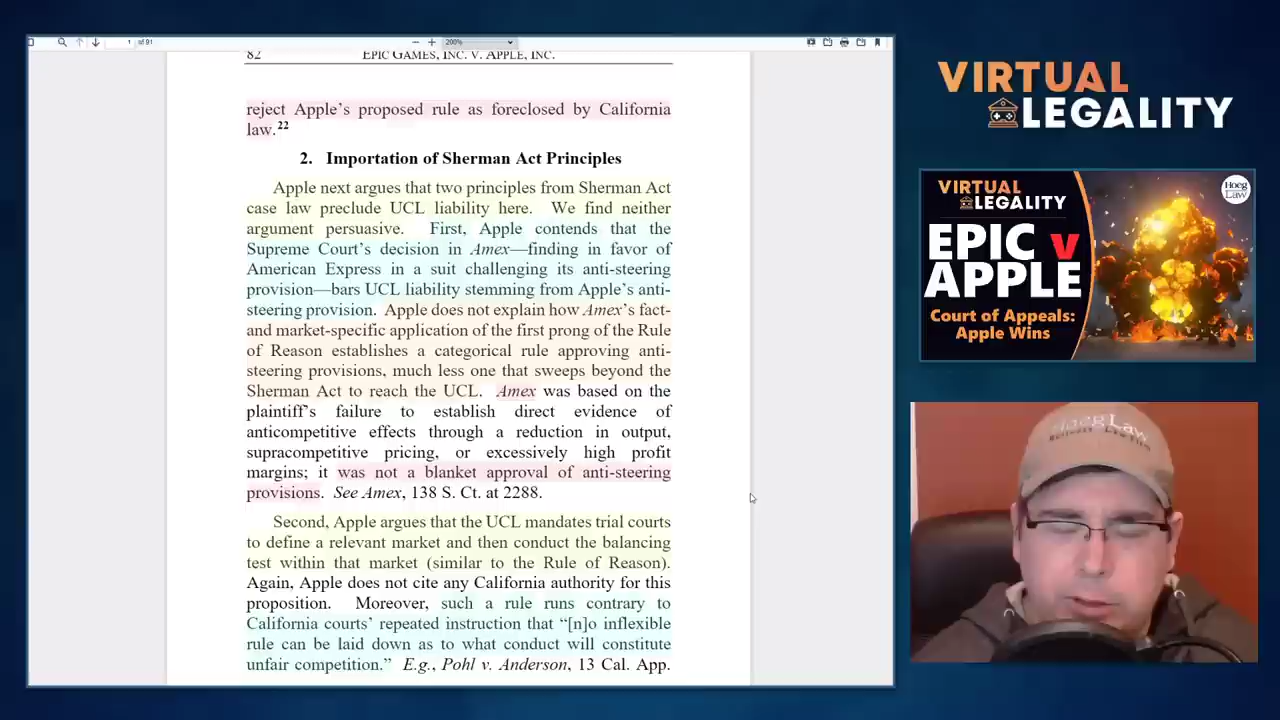 1 of 91
200%
82 EPIC GAMES, INC. V. APPLE, INC.
reject Apple's proposed rule as foreclosed by California
law.22
2. Importation of Sherman Act Principles
Apple next argues that two principles from Sherman Act
case law preclude UCL liability here. We find neither
argument persuasive. First, Apple contends that the
Supreme Court's decision in Amex—finding in favor of
American Express in a suit challenging its anti-steering
provision—bars UCL liability stemming from Apple's anti-
steering provision. Apple does not explain how Amex's fact-
and market-specific application of the first prong of the Rule
of Reason establishes a categorical rule approving anti-
steering provisions, much less one that sweeps beyond the
Sherman Act to reach the UCL. Amex was based on the
plaintiff's failure to establish direct evidence of
anticompetitive effects through a reduction in output,
supracompetitive pricing, or excessively high profit
margins; it was not a blanket approval of anti-steering
provisions. See Amex, 138 S. Ct. at 2288.
Second, Apple argues that the UCL mandates trial courts
to define a relevant market and then conduct the balancing
test within that market (similar to the Rule of Reason).
Again, Apple does not cite any California authority for this
proposition. Moreover, such a rule runs contrary to
California courts' repeated instruction that “[n]o inflexible
rule can be laid down as to what conduct will constitute
unfair competition.” E.g., Pohl v. Anderson, 13 Cal. App.
VIRTUAL
LEGALITY
VIRTUAL
LEGALITY
Hoeg
Law
EPIC v
APPLE
Court of Appeals:
Apple Wins
Hoeg Law